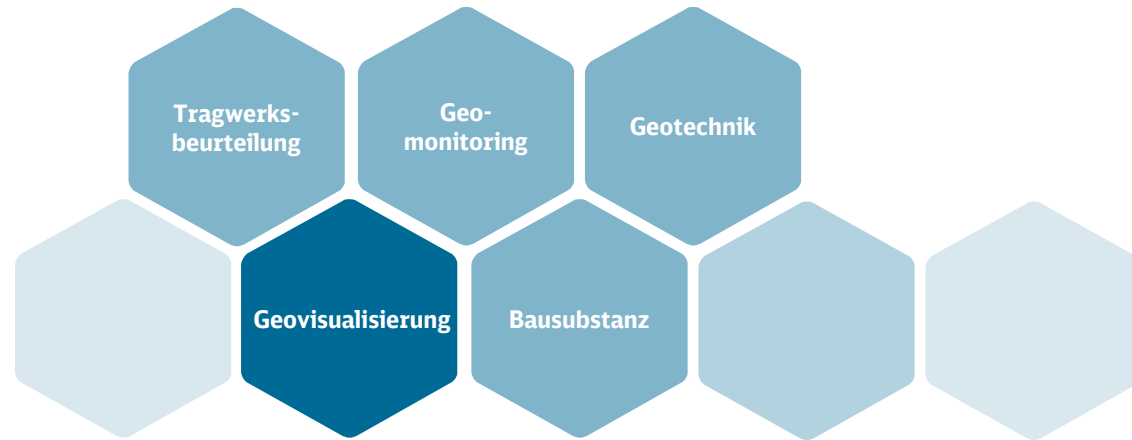 Tragwerks-
beurteilung
Geo-
monitoring
Geotechnik
Geovisualisierung
Bausubstanz